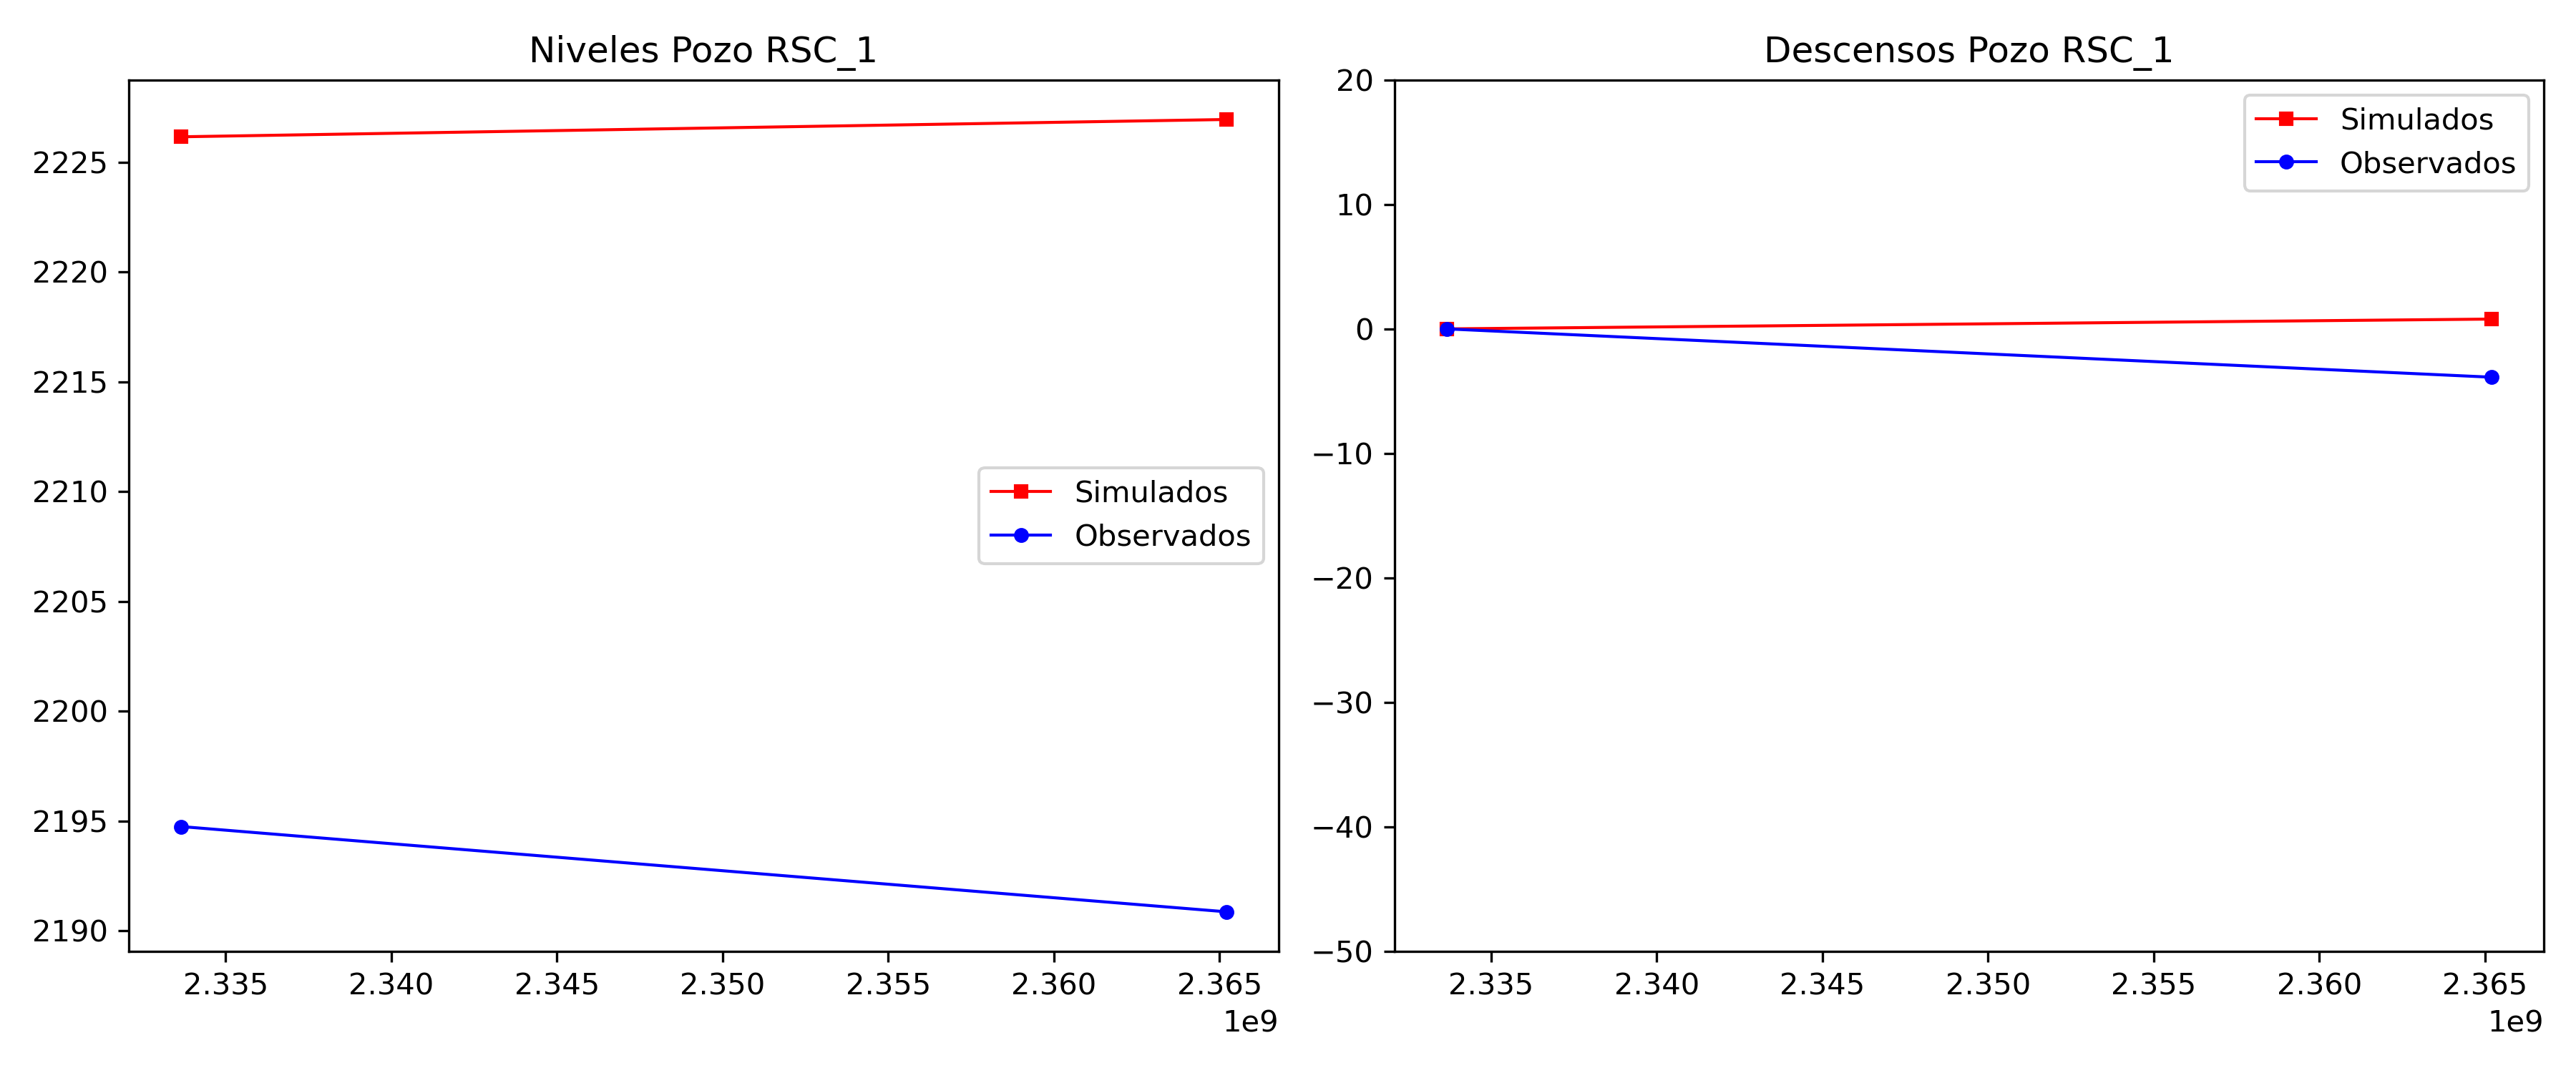 Niveles Pozo RSC_1
2225
2220
2215
2210
2205
2200
2195
2190
Simulados
Observados
2.335 2.340 2.345 2.350 2.355 2.360 2.365
1e9
Descensos Pozo RSC_1
20
10
0
−10
−20
−30
−40
−50
Simulados
Observados
2.335 2.340 2.345 2.350 2.355 2.360 2.365
1e9